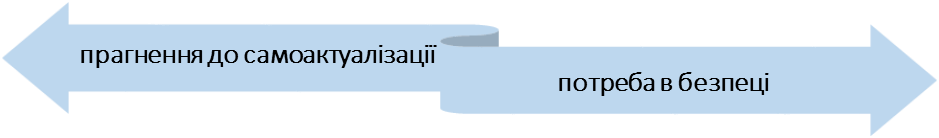 прагнення до самоактуалізації
потреба в безпеці